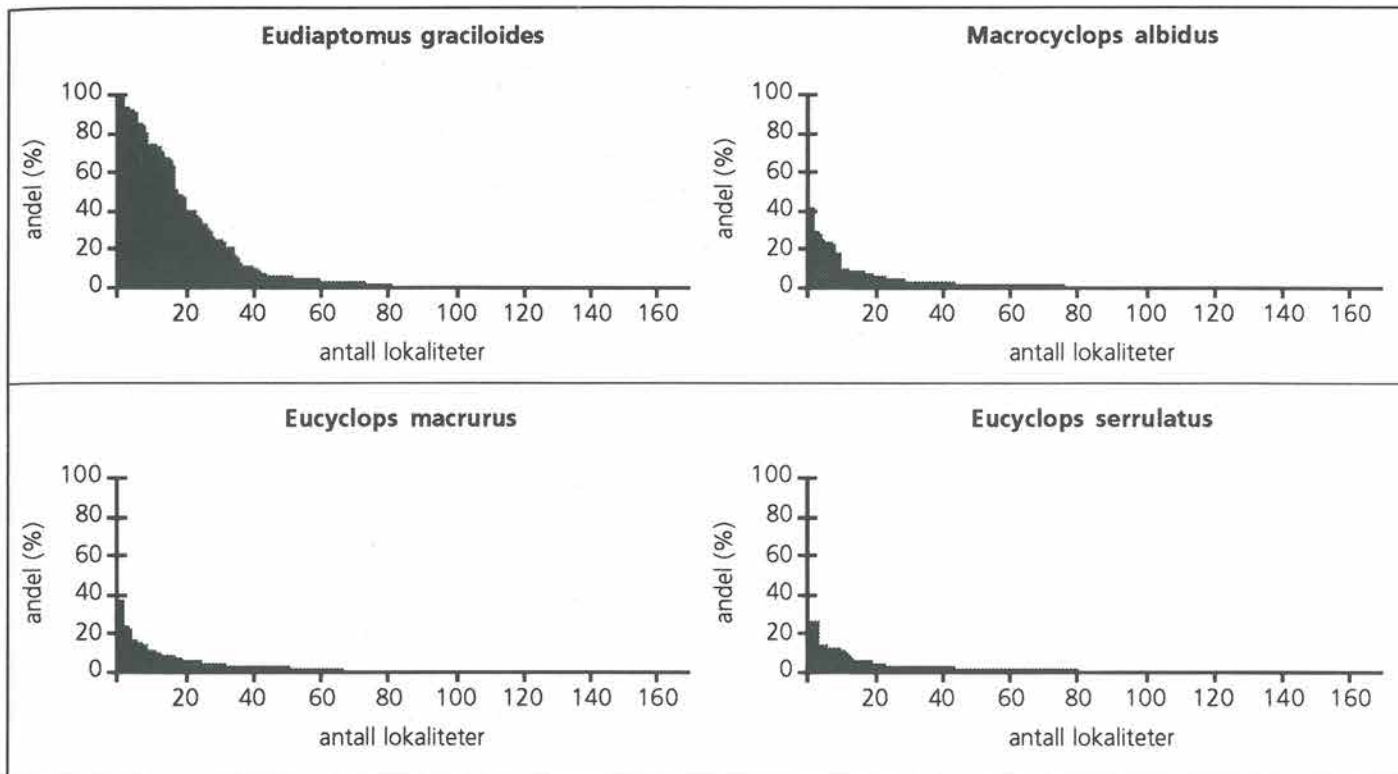 Eudiaptomus graciloides
100
80
60
40
20
0
andel (%)
20 40 60 80 100 120 140 160
antall lokaliteter
Macrocyclops albidus
100
80
60
40
20
0
andel (%)
20 40 60 80 100 120 140 160
antall lokaliteter
Eucyclops macrurus
100
80
60
40
20
0
andel (%)
20 40 60 80 100 120 140 160
antall lokaliteter
Eucyclops serrulatus
100
80
60
40
20
0
andel (%)
20 40 60 80 100 120 140 160
antall lokaliteter